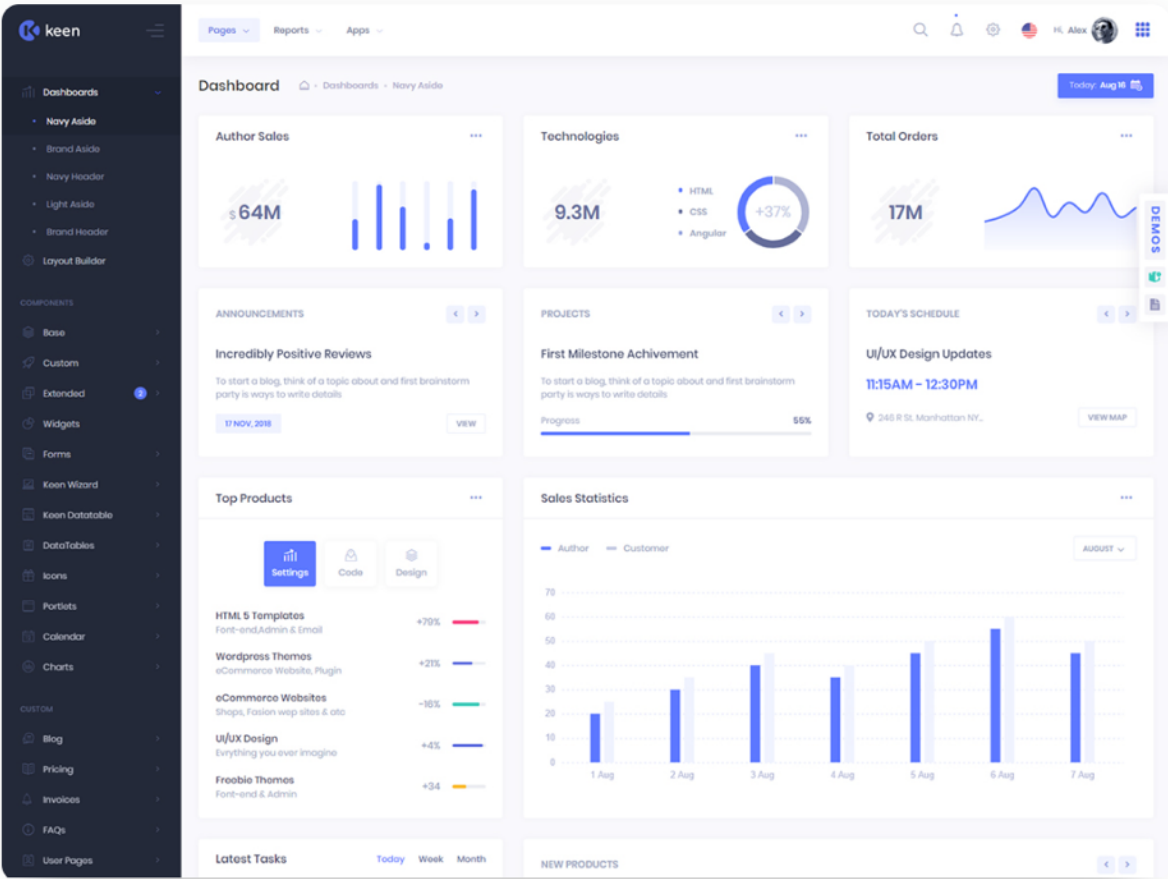 keen
Pages Reports Apps
Hi, Alex
Dashboards
Navy Aside
Brand Aside
Navy Header
Light Aside
Brand Header
Layout Builder
COMPONENTS
Base
Custom
Extended 2
Widgets
Forms
Keen Wizard
Keen Datatable
DataTables
Icons
Portlets
Calendar
Charts
CUSTOM
Blog
Pricing
Invoices
FAQs
User Pages
Dashboard Dashboards Navy Aside
Today: Aug 16
Author Sales
$ 64M
Technologies
9.3M
HTML
CSS
Angular
+37%
Total Orders
17M
DEMOS
ANNOUNCEMENTS
Incredibly Positive Reviews
To start a blog, think of a topic about and first brainstorm
party is ways to write details
17 NOV, 2018 VIEW
PROJECTS
First Milestone Achivement
To start a blog, think of a topic about and first brainstorm
party is ways to write details
Progress 55%
TODAY'S SCHEDULE
UI/UX Design Updates
11:15AM - 12:30PM
246 R St, Manhattan NY,.. VIEW MAP
Top Products
Settings Code Design
HTML 5 Templates
Font-end,Admin & Email
+79%
Wordpress Themes
eCommerce Website, Plugin
+21%
eCommerce Websites
Shops, Fasion wep sites & atc
-16%
UI/UX Design
Evrything you ever imagine
+4%
Freebie Themes
Font-end & Admin
+34
Sales Statistics
Author Customer
AUGUST
70
60
50
40
30
20
10
0
1 Aug 2 Aug 3 Aug 4 Aug 5 Aug 6 Aug 7 Aug
Latest Tasks Today Week Month
NEW PRODUCTS